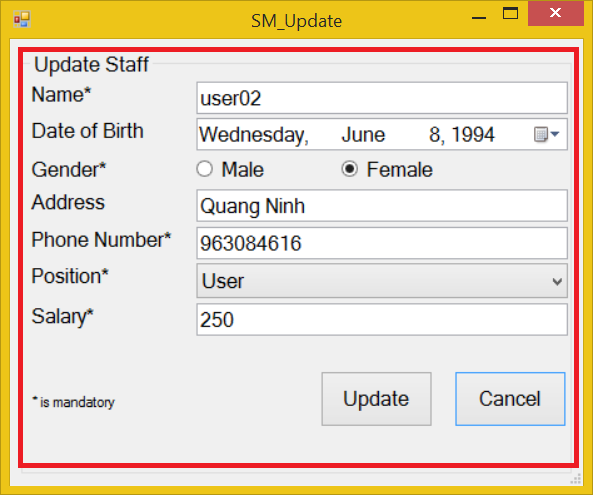 SM_Update
Update Staff
Name* user02
Date of Birth Wednesday, June 8, 1994
Gender* Male Female
Address Quang Ninh
Phone Number* 963084616
Position* User
Salary* 250
* is mandatory Update Cancel